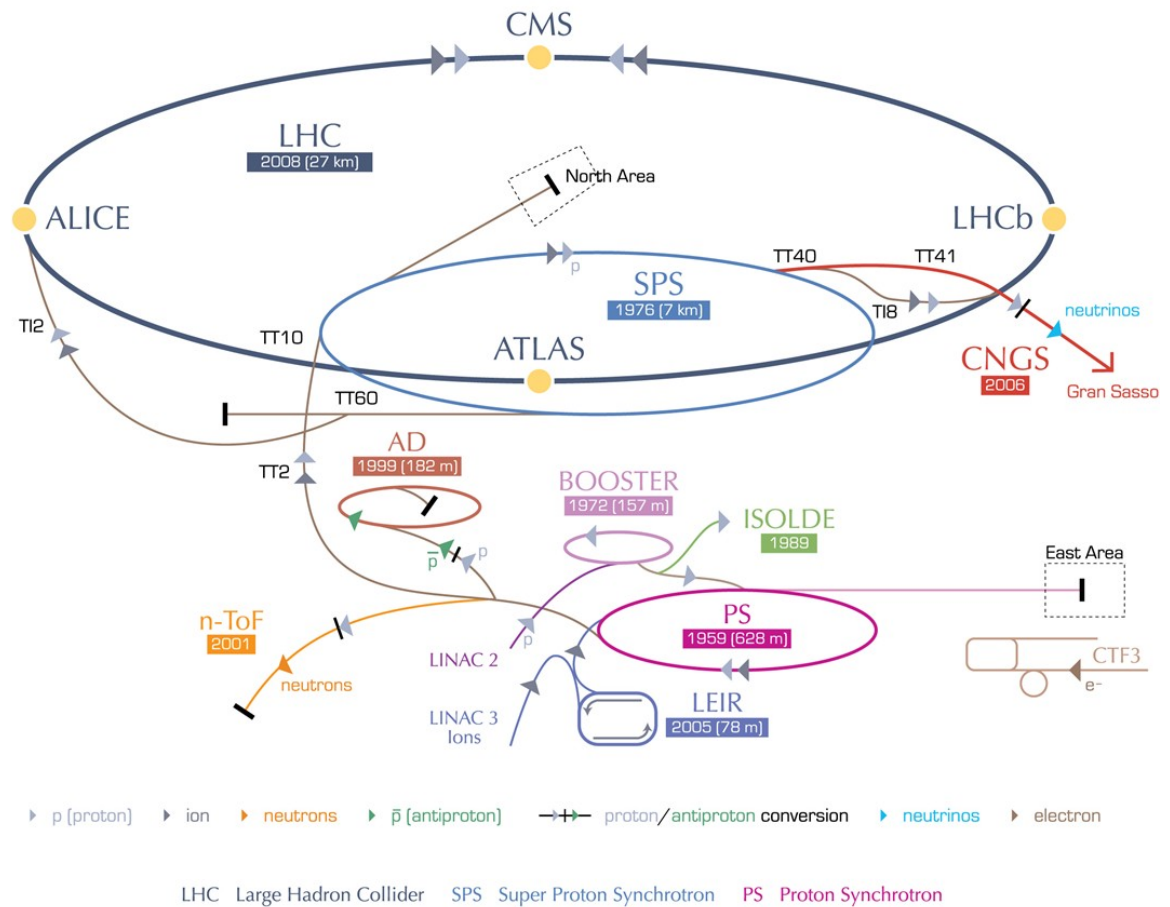 CMS
LHC
2008 (27 km)
North Area
ALICE
LHCb
TT40
TT41
SPS
1976 (7 km)
p
TI8
neutrinos
TI2
TT10
ATLAS
CNGS
2006
Gran Sasso
TT60
AD
1999 (182 m)
TT2
BOOSTER
1972 (157 m)
ISOLDE
1989
p̅
p
East Area
n-ToF
2001
PS
1959 (628 m)
LINAC 2
p
neutrons
CTF3
e-
LEIR
2005 (78 m)
LINAC 3
Ions
p (proton)
ion
neutrons
p̅ (antiproton)
proton/antiproton conversion
neutrinos
electron
LHC Large Hadron Collider SPS Super Proton Synchrotron PS Proton Synchrotron